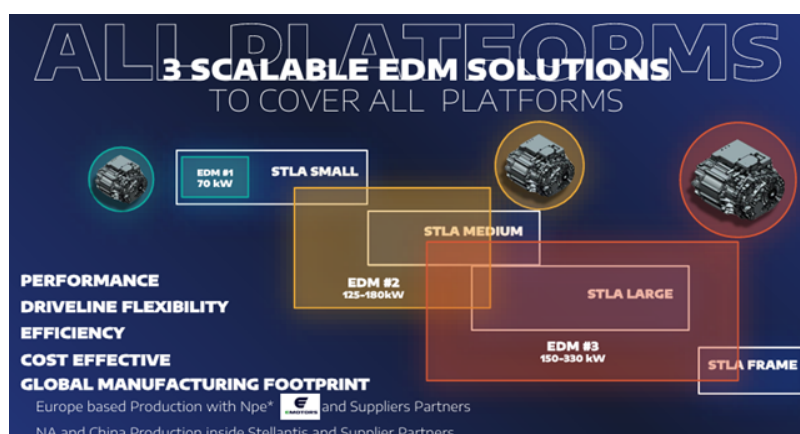 ALL PLATFORMS
3 SCALABLE EDM SOLUTIONS
TO COVER ALL PLATFORMS
EDM #1
70 kW
STLA SMALL
STLA MEDIUM
EDM #2
125-180kW
STLA LARGE
EDM #3
150-330 kW
STLA FRAME
PERFORMANCE
DRIVELINE FLEXIBILITY
EFFICIENCY
COST EFFECTIVE
GLOBAL MANUFACTURING FOOTPRINT
Europe based Production with Npe* EMOTORS and Suppliers Partners
NA and China Production inside Stellantis and Supplier Partners